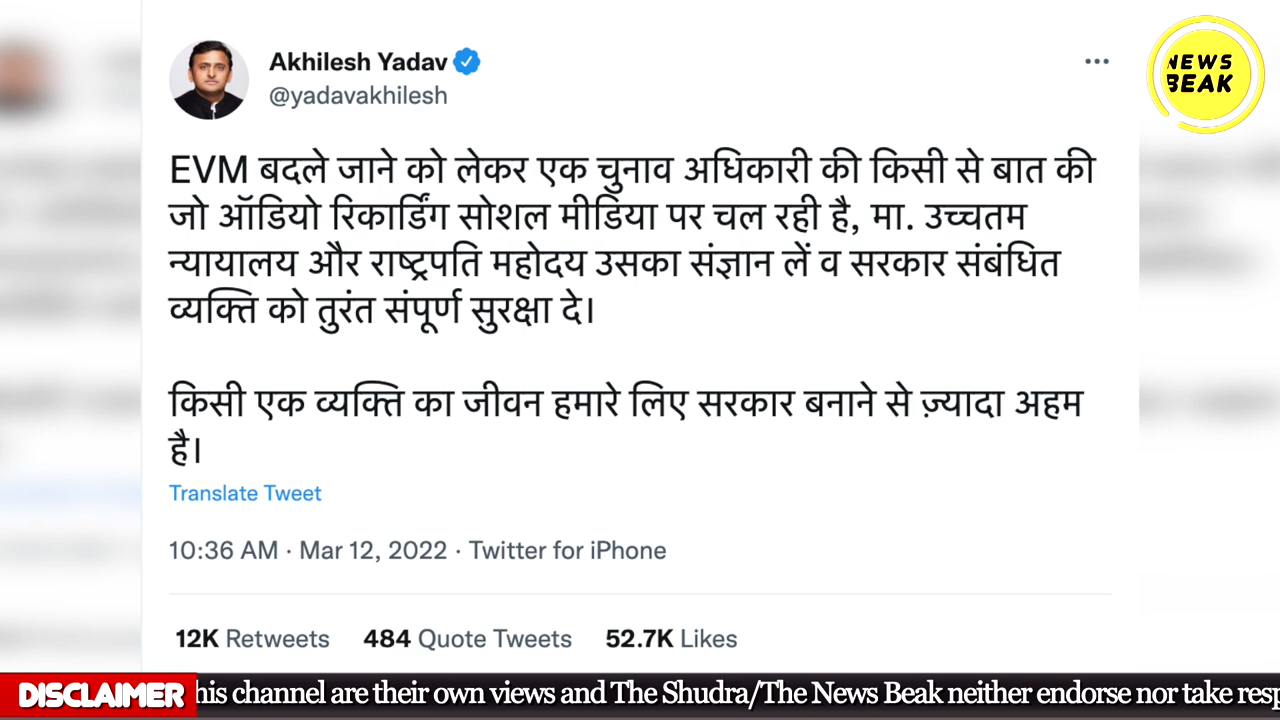 Akhilesh Yadav
@yadavakhilesh
NEWS
BEAK
EVM बदले जाने को लेकर एक चुनाव अधिकारी की किसी से बात की
जो ऑडियो रिकार्डिंग सोशल मीडिया पर चल रही है, मा. उच्चतम
न्यायालय और राष्ट्रपति महोदय उसका संज्ञान लें व सरकार संबंधित
व्यक्ति को तुरंत संपूर्ण सुरक्षा दे।
किसी एक व्यक्ति का जीवन हमारे लिए सरकार बनाने से ज़्यादा अहम
है।
Translate Tweet
10:36 AM · Mar 12, 2022 · Twitter for iPhone
12K Retweets 484 Quote Tweets 52.7K Likes
DISCLAIMER his channel are their own views and The Shudra/The News Beak neither endorse nor take resp